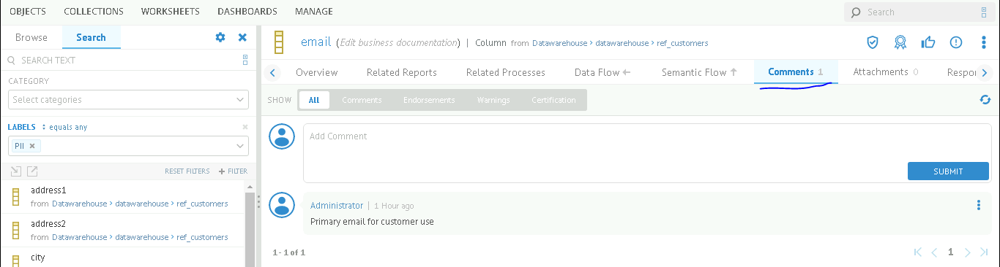 OBJECTS COLLECTIONS WORKSHEETS DASHBOARDS MANAGE Search
Browse Search
SEARCH TEXT
CATEGORY
Select categories
LABELS equals any
PII
RESET FILTERS + FILTER
address1
from Datawarehouse > datawarehouse > ref_customers
address2
from Datawarehouse > datawarehouse > ref_customers
city
email (Edit business documentation) | Column from Datawarehouse > datawarehouse > ref_customers
Overview Related Reports Related Processes Data Flow ← Semantic Flow ↑ Comments 1 Attachments 0 Respor
SHOW All Comments Endorsements Warnings Certification
Add Comment
SUBMIT
Administrator | 1 Hour ago
Primary email for customer use
1 - 1 of 1
1